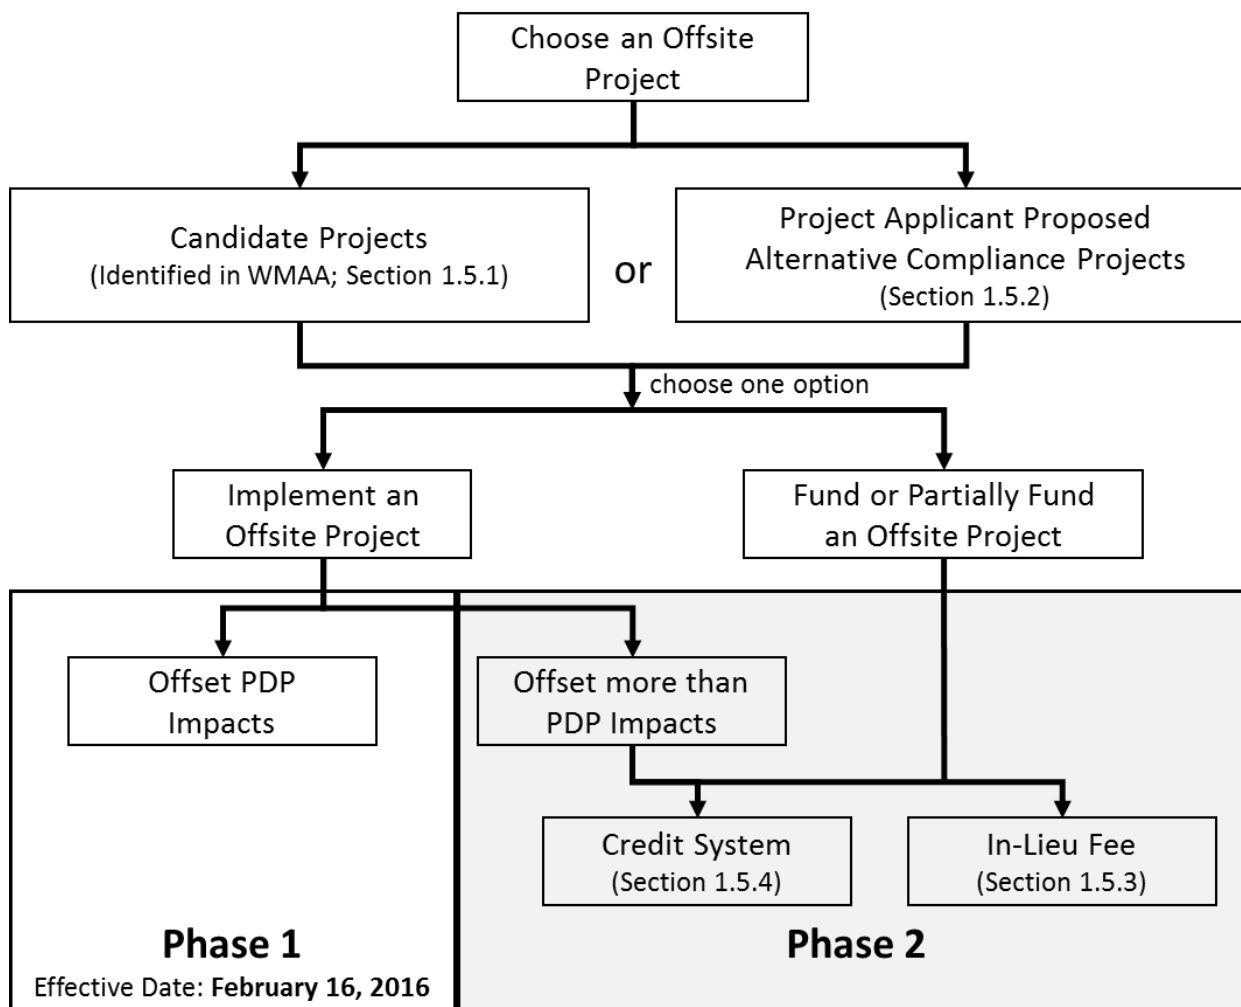 Choose an Offsite
Project
Candidate Projects
(Identified in WMAA; Section 1.5.1)
or
Project Applicant Proposed
Alternative Compliance Projects
(Section 1.5.2)
choose one option
Implement an
Offsite Project
Fund or Partially Fund
an Offsite Project
Offset PDP
Impacts
Offset more than
PDP Impacts
Credit System
(Section 1.5.4)
In-Lieu Fee
(Section 1.5.3)
Phase 1
Effective Date: February 16, 2016
Phase 2